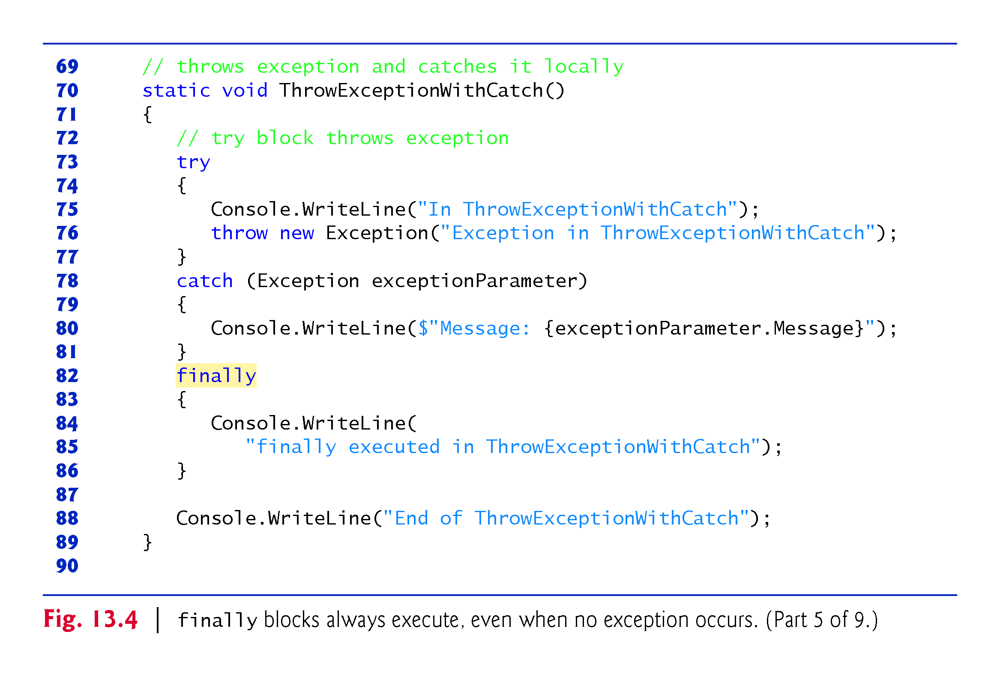 69 // throws exception and catches it locally
70 static void ThrowExceptionWithCatch()
71 {
72 // try block throws exception
73 try
74 {
75 Console.WriteLine("In ThrowExceptionWithCatch");
76 throw new Exception("Exception in ThrowExceptionWithCatch");
77 }
78 catch (Exception exceptionParameter)
79 {
80 Console.WriteLine($"Message: {exceptionParameter.Message}");
81 }
82 finally
83 {
84 Console.WriteLine(
85 "finally executed in ThrowExceptionWithCatch");
86 }
87
88 Console.WriteLine("End of ThrowExceptionWithCatch");
89 }
90
Fig. 13.4 | finally blocks always execute, even when no exception occurs. (Part 5 of 9.)